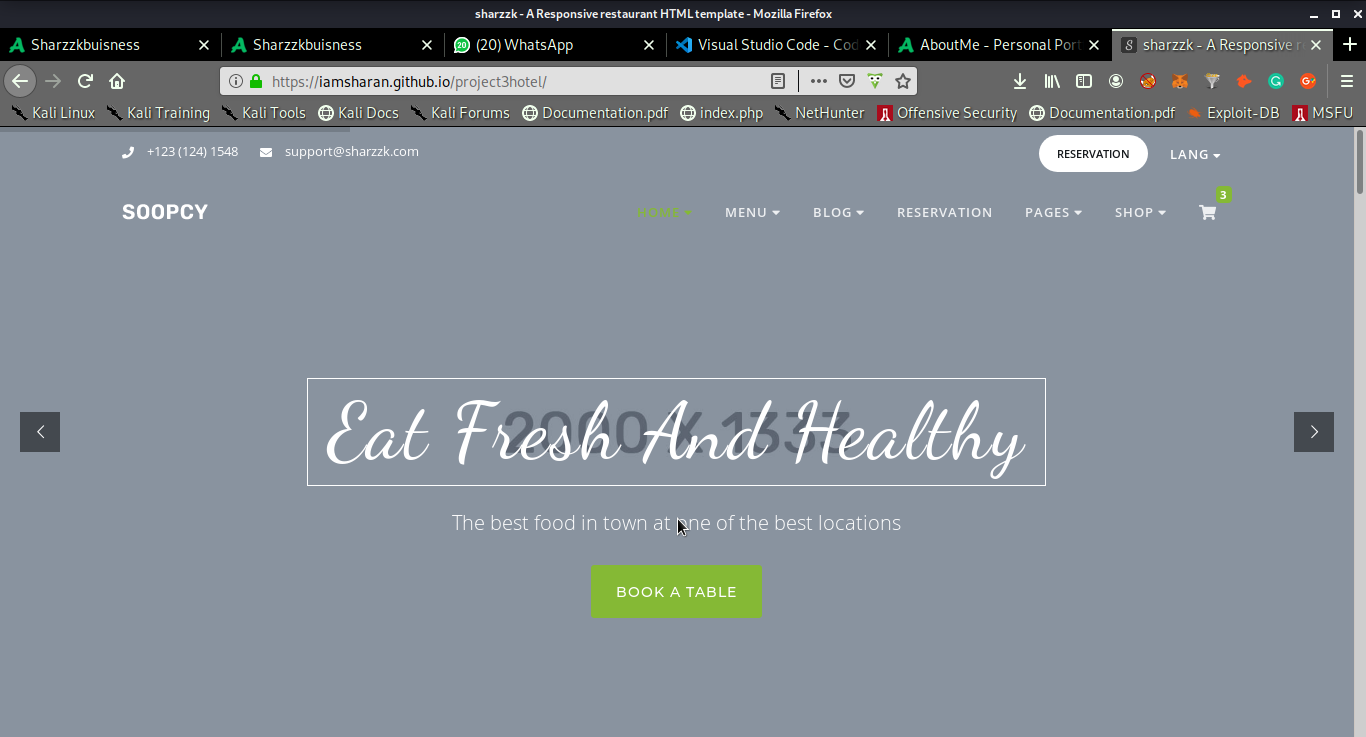 sharzzk - A Responsive restaurant HTML template - Mozilla Firefox
Sharzzkbuisness
Sharzzkbuisness
20
(20) WhatsApp
Visual Studio Code - Cod
AboutMe - Personal Port
sharzzk - A Responsive r
https://iamsharan.github.io/project3hotel/
Kali Linux
Kali Training
Kali Tools
Kali Docs
Kali Forums
Documentation.pdf
index.php
NetHunter
Offensive Security
Documentation.pdf
Exploit-DB
MSFU
+123 (124) 1548
support@sharzzk.com
RESERVATION
LANG
SOOPCY
HOME
MENU
BLOG
RESERVATION
PAGES
SHOP
3
2000 X 1333
Eat Fresh And Healthy
The best food in town at one of the best locations
BOOK A TABLE